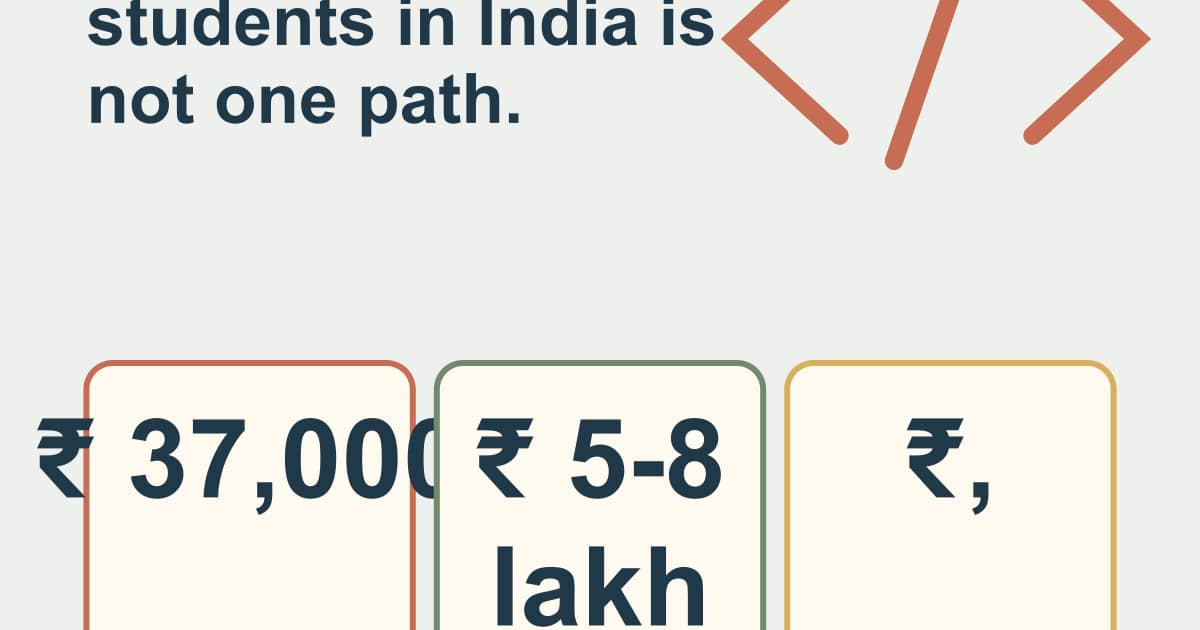 students in India is
not one path.
₹ 37,000
₹ 5-8
lakh
₹,